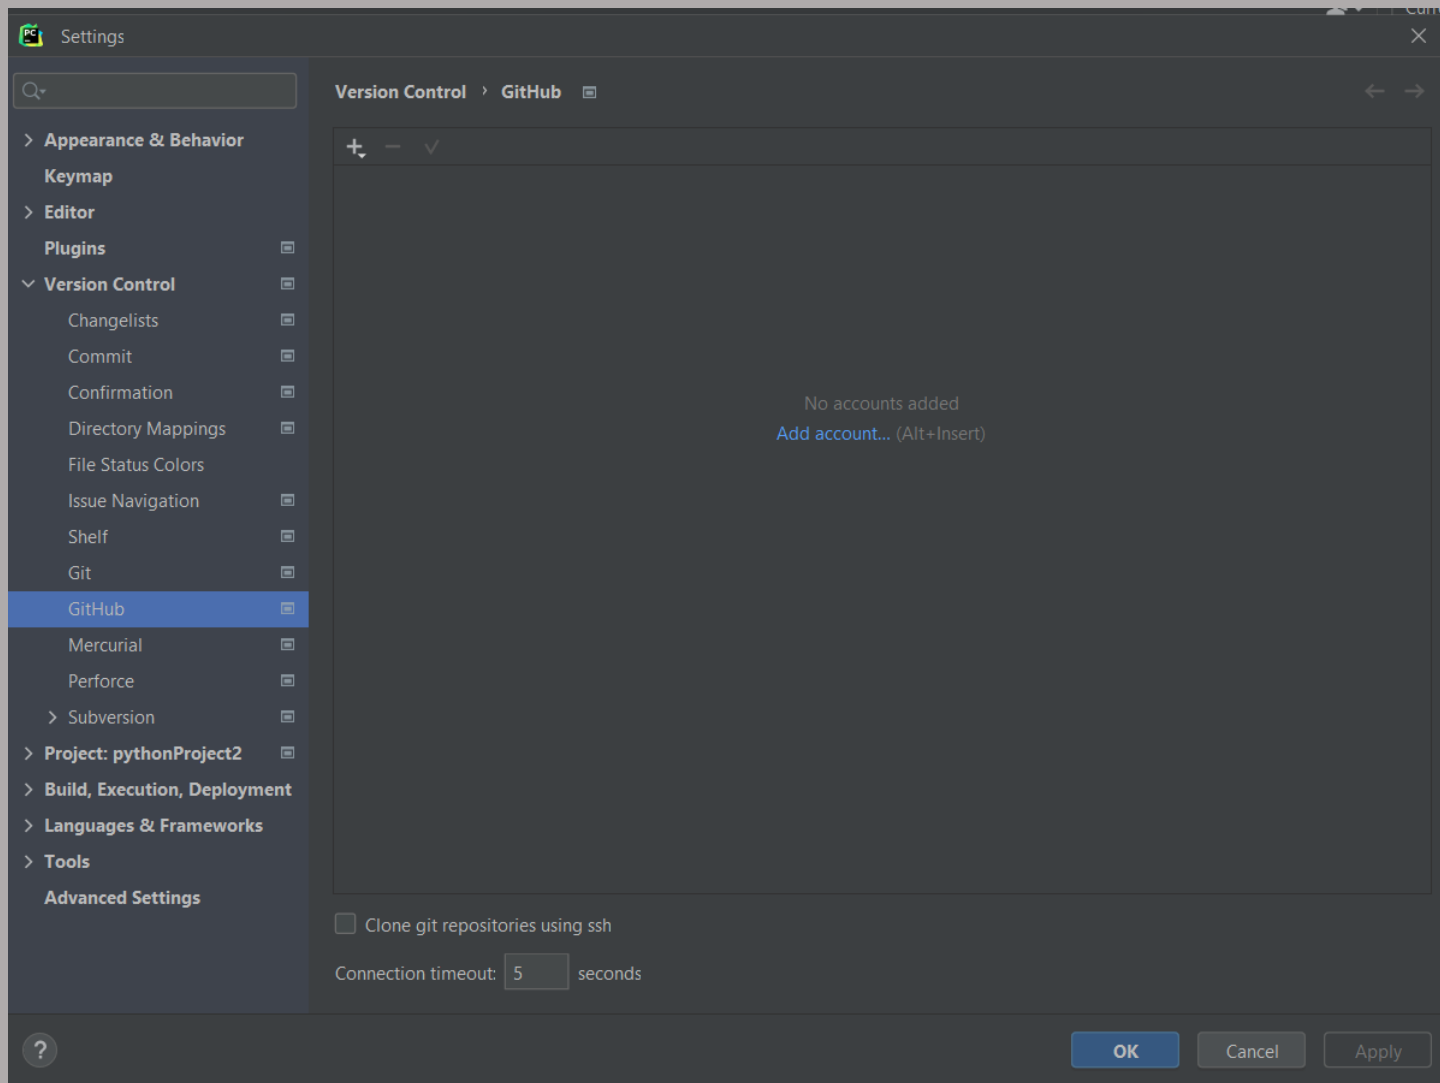 PC
Settings
Version Control › GitHub
Appearance & Behavior
Keymap
Editor
Plugins
Version Control
Changelists
Commit
Confirmation
Directory Mappings
File Status Colors
Issue Navigation
Shelf
Git
GitHub
Mercurial
Perforce
Subversion
Project: pythonProject2
Build, Execution, Deployment
Languages & Frameworks
Tools
Advanced Settings
No accounts added
Add account... (Alt+Insert)
Clone git repositories using ssh
Connection timeout: 5 seconds
?
OK Cancel Apply